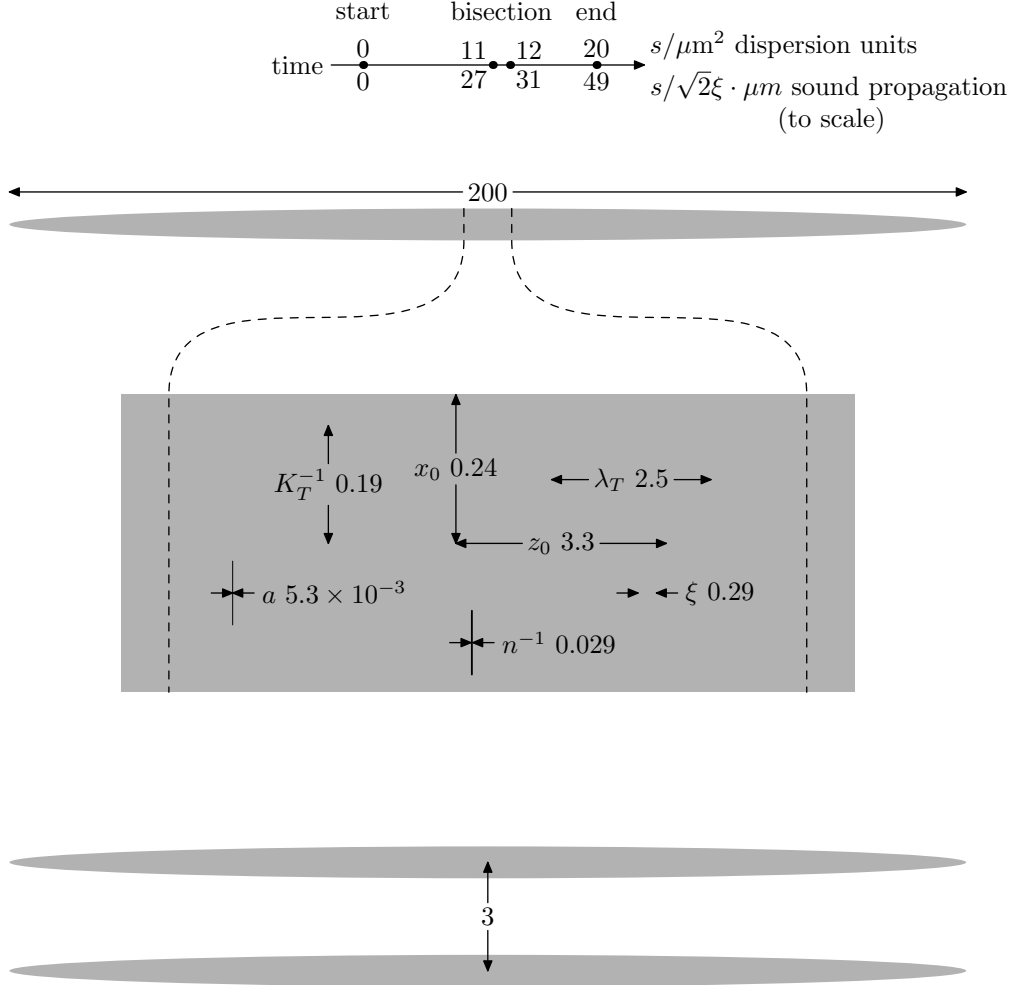 start bisection end
0 11 12 20 s/μm² dispersion units
time
0 27 31 49 s/√2ξ · μm sound propagation
(to scale)
200
x₀ 0.24
K_T⁻¹ 0.19
λ_T 2.5
z₀ 3.3
a 5.3 × 10⁻³
ξ 0.29
n⁻¹ 0.029
3